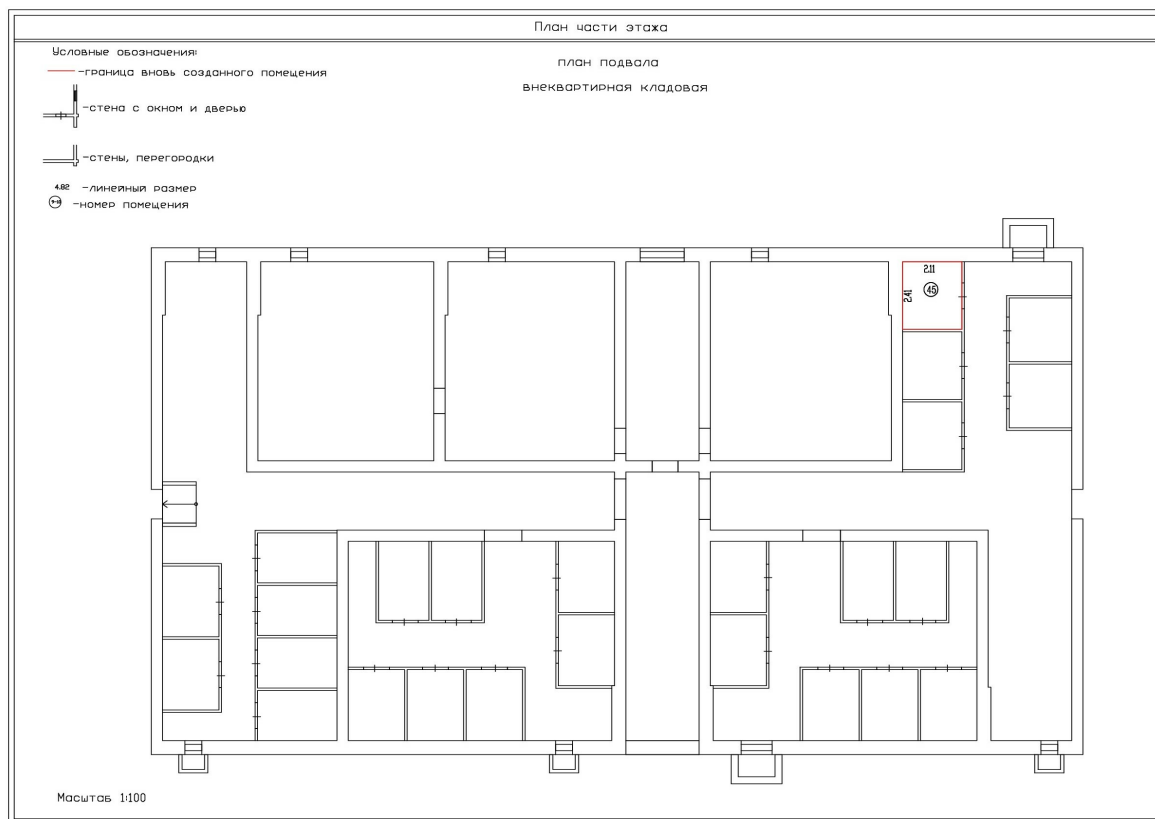 План части этажа
Условные обозначения:
план подвала
-граница вновь созданного помещения
внеквартирная кладовая
-стена с окном и дверью
-стены, перегородки
4.82 -линейный размер
-номер помещения
2.11
2.41
45
Масштаб 1:100